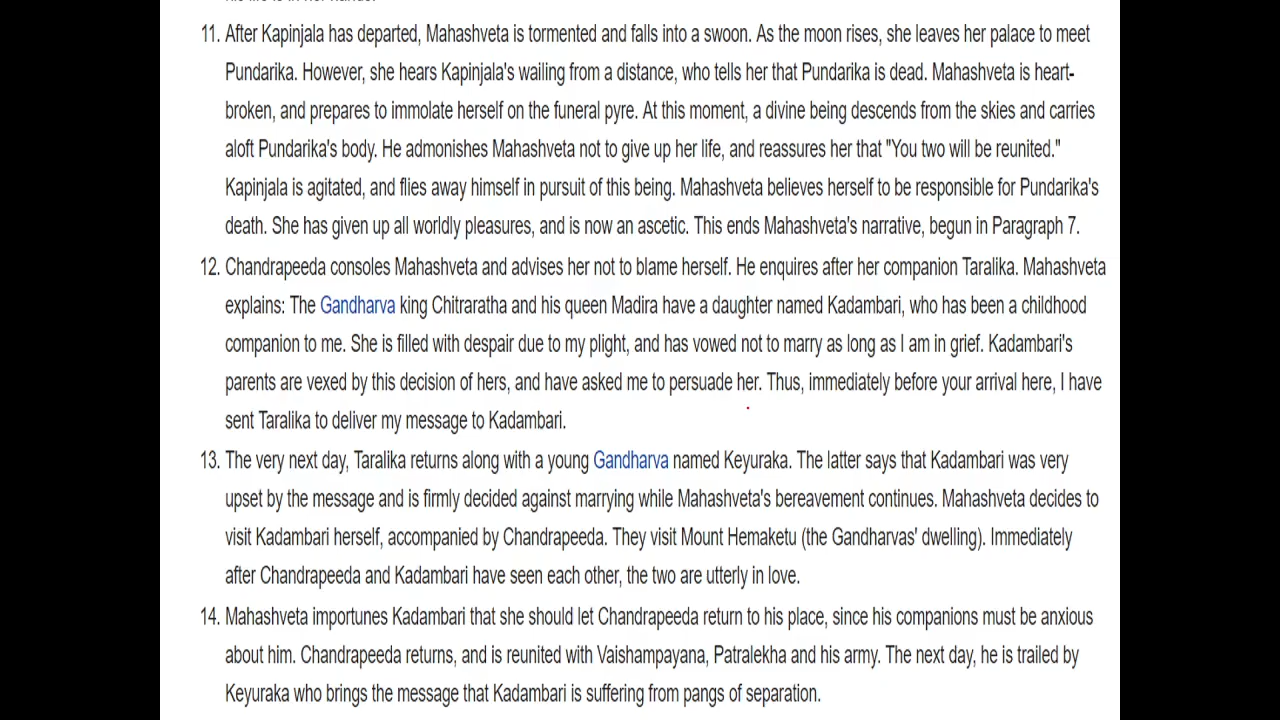 11. After Kapinjala has departed, Mahashveta is tormented and falls into a swoon. As the moon rises, she leaves her palace to meet
Pundarika. However, she hears Kapinjala's wailing from a distance, who tells her that Pundarika is dead. Mahashveta is heart-
broken, and prepares to immolate herself on the funeral pyre. At this moment, a divine being descends from the skies and carries
aloft Pundarika's body. He admonishes Mahashveta not to give up her life, and reassures her that "You two will be reunited."
Kapinjala is agitated, and flies away himself in pursuit of this being. Mahashveta believes herself to be responsible for Pundarika's
death. She has given up all worldly pleasures, and is now an ascetic. This ends Mahashveta's narrative, begun in Paragraph 7.
12. Chandrapeeda consoles Mahashveta and advises her not to blame herself. He enquires after her companion Taralika. Mahashveta
explains: The Gandharva king Chitraratha and his queen Madira have a daughter named Kadambari, who has been a childhood
companion to me. She is filled with despair due to my plight, and has vowed not to marry as long as I am in grief. Kadambari's
parents are vexed by this decision of hers, and have asked me to persuade her. Thus, immediately before your arrival here, I have
sent Taralika to deliver my message to Kadambari.
13. The very next day, Taralika returns along with a young Gandharva named Keyuraka. The latter says that Kadambari was very
upset by the message and is firmly decided against marrying while Mahashveta's bereavement continues. Mahashveta decides to
visit Kadambari herself, accompanied by Chandrapeeda. They visit Mount Hemaketu (the Gandharvas' dwelling). Immediately
after Chandrapeeda and Kadambari have seen each other, the two are utterly in love.
14. Mahashveta importunes Kadambari that she should let Chandrapeeda return to his place, since his companions must be anxious
about him. Chandrapeeda returns, and is reunited with Vaishampayana, Patralekha and his army. The next day, he is trailed by
Keyuraka who brings the message that Kadambari is suffering from pangs of separation.